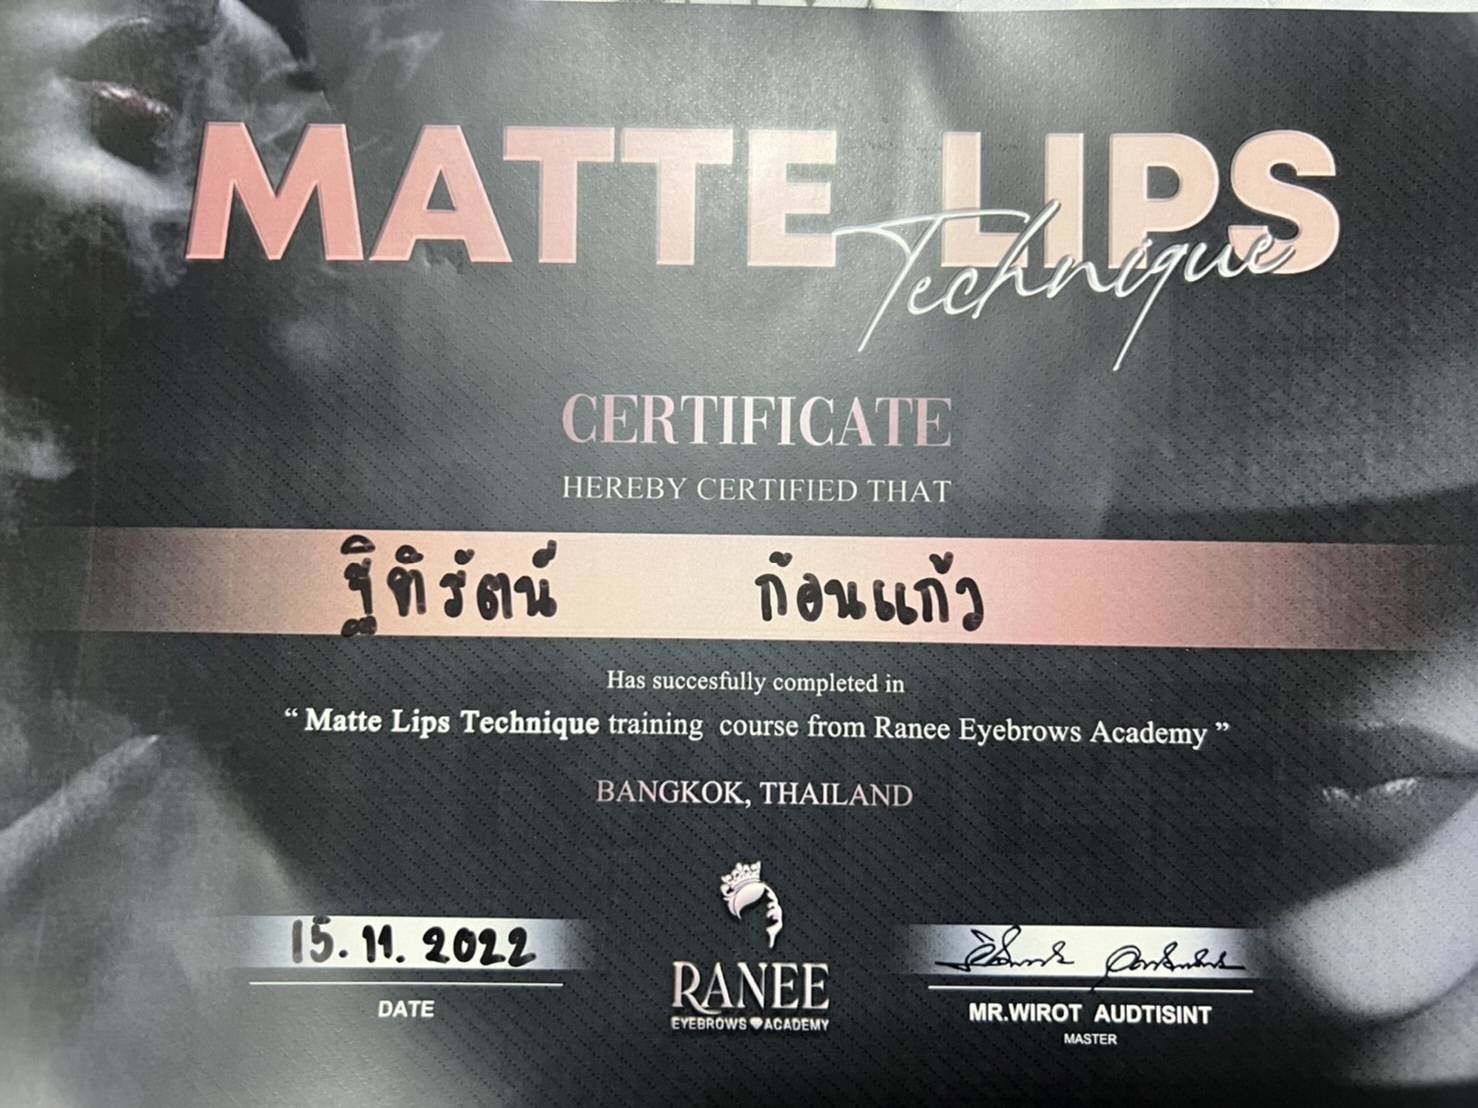 MATTE LIPS
Technique
CERTIFICATE
HEREBY CERTIFIED THAT
ฐิติรัตน์ ก้อนแก้ว
Has succesfully completed in
“ Matte Lips Technique training course from Ranee Eyebrows Academy ”
BANGKOK, THAILAND
15.11.2022
DATE
RANEE
EYEBROWS ♥ ACADEMY
MR.WIROT AUDTISINT
MASTER